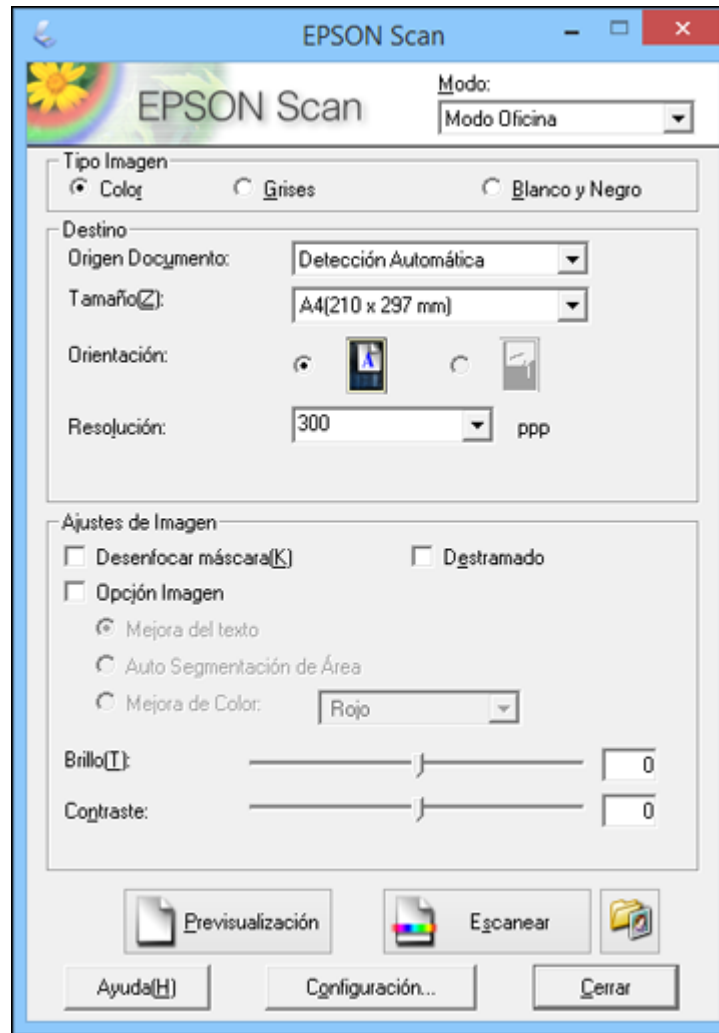 EPSON Scan
EPSON Scan
Modo:
Modo Oficina
Tipo Imagen
Color Grises Blanco y Negro
Destino
Origen Documento: Detección Automática
Tamaño(Z): A4(210 x 297 mm)
Orientación:
Resolución: 300 ppp
Ajustes de Imagen
Desenfocar máscara(K) Destramado
Opción Imagen
Mejora del texto
Auto Segmentación de Área
Mejora de Color: Rojo
Brillo(T): 0
Contraste: 0
Previsualización Escanear
Ayuda(H) Configuración... Cerrar